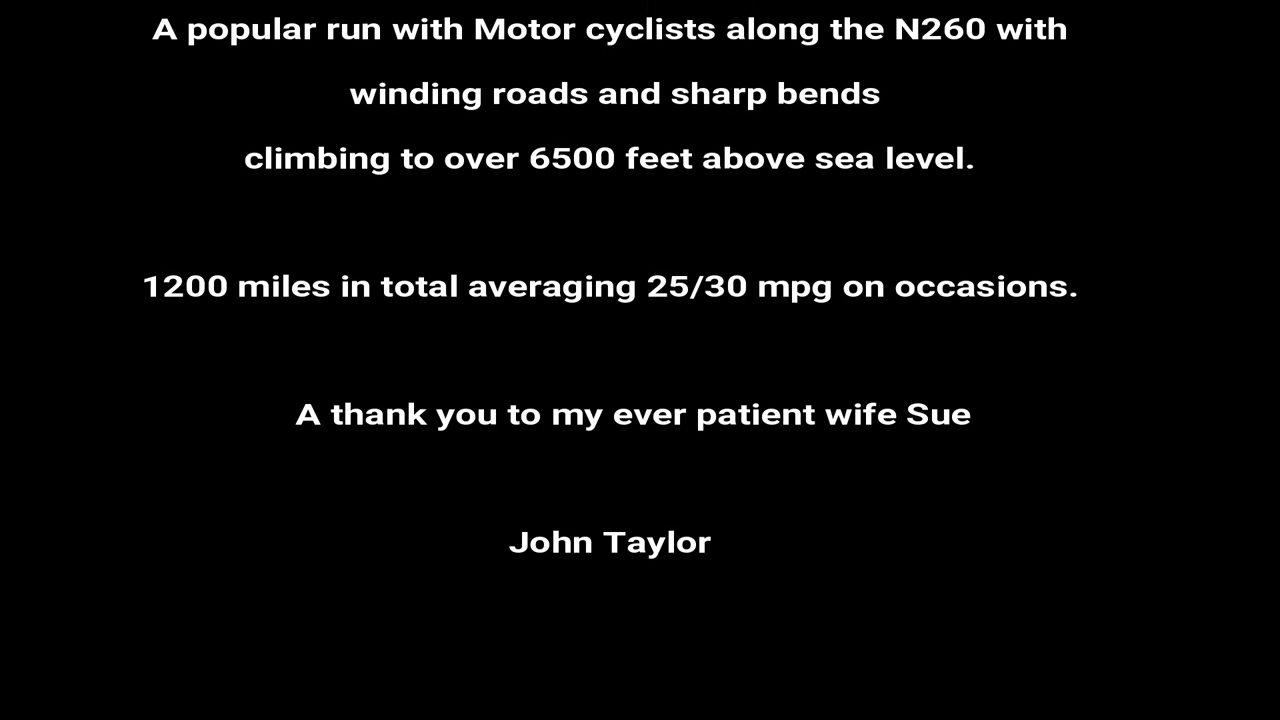 A popular run with Motor cyclists along the N260 with
winding roads and sharp bends
climbing to over 6500 feet above sea level.
1200 miles in total averaging 25/30 mpg on occasions.
A thank you to my ever patient wife Sue
John Taylor